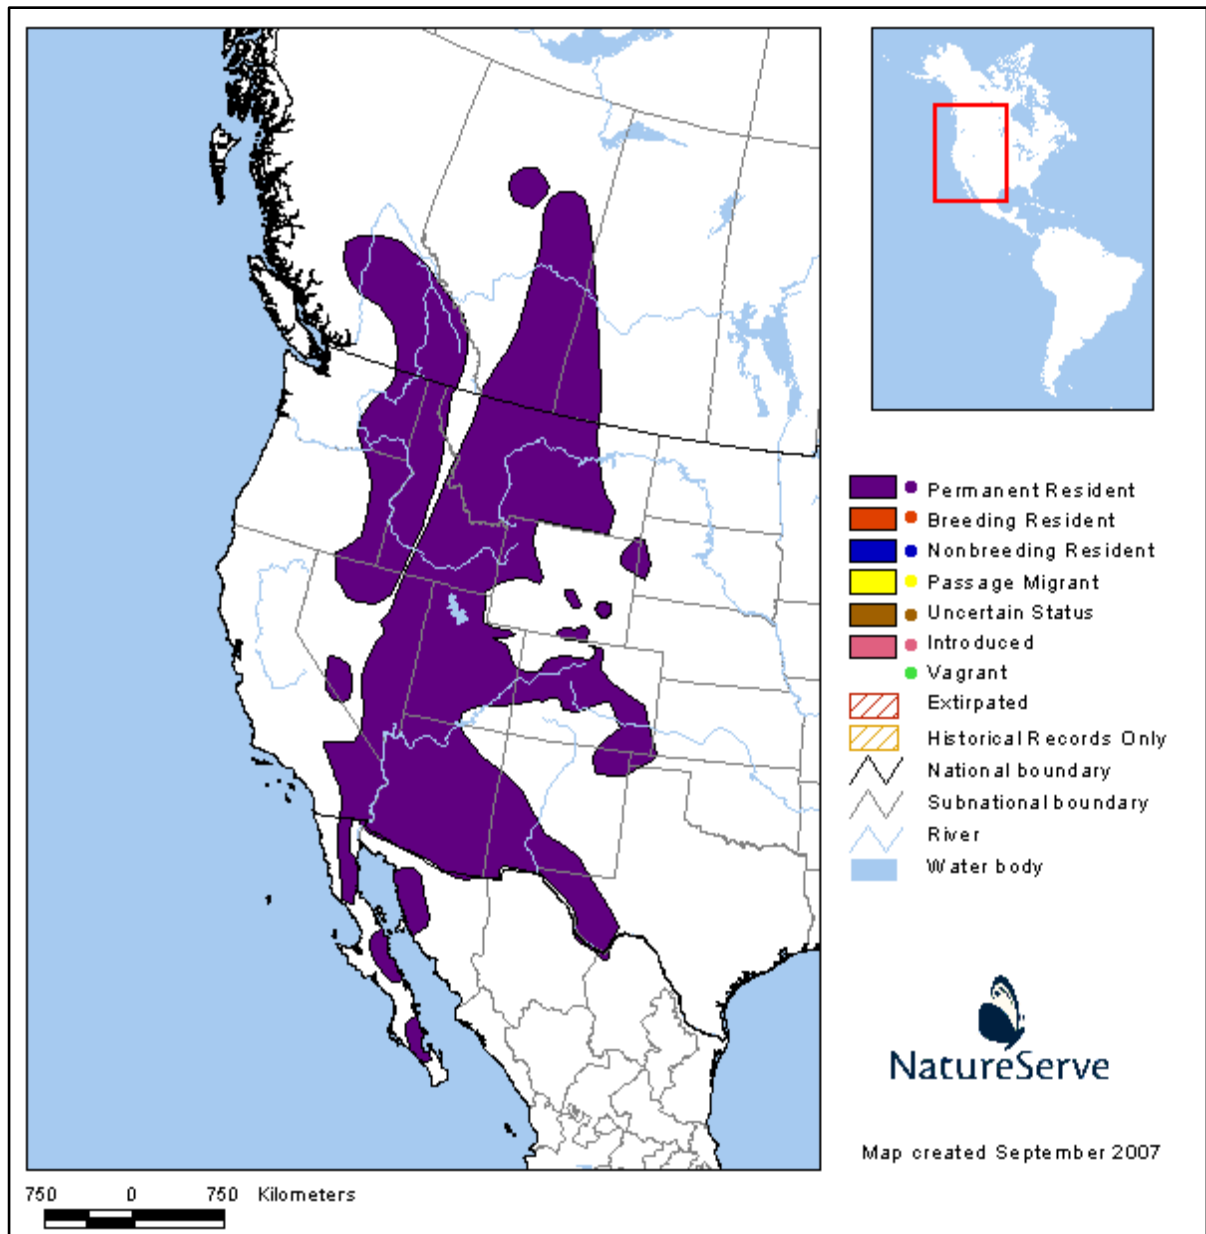 Permanent Resident
Breeding Resident
Nonbreeding Resident
Passage Migrant
Uncertain Status
Introduced
Vagrant
Extirpated
Historical Records Only
National boundary
Subnational boundary
River
Water body
NatureServe
Map created September 2007
750 0 750 Kilometers